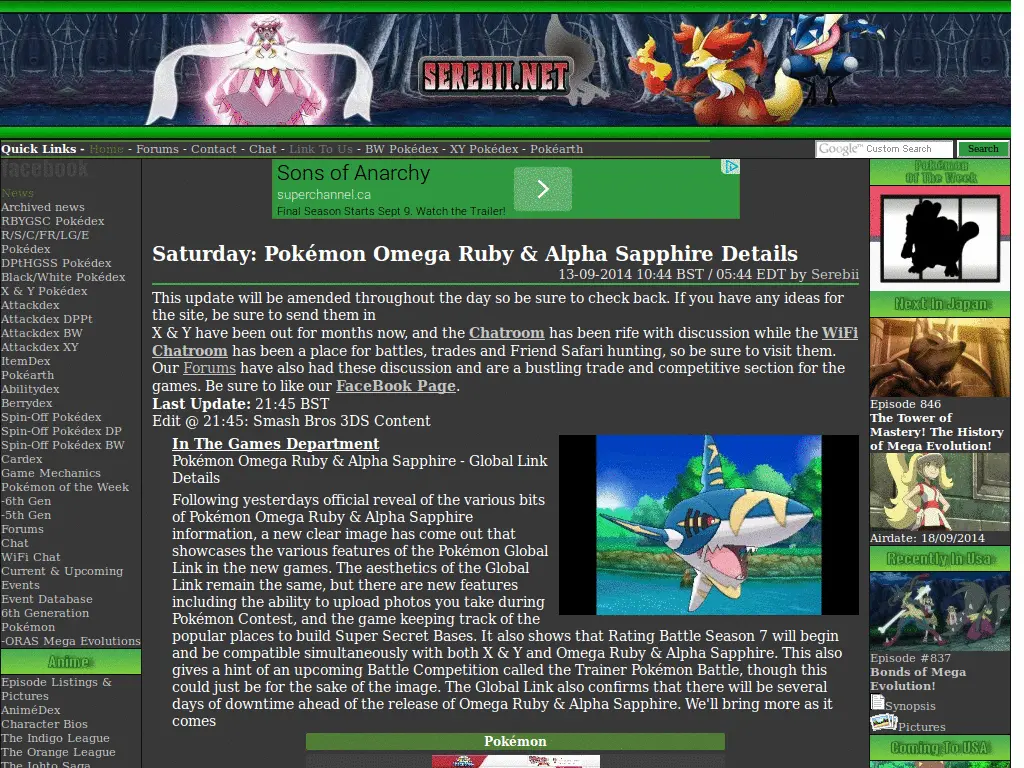 SEREBII.NET
Quick Links - Home - Forums - Contact - Chat - Link To Us - BW Pokédex - XY Pokédex - Pokéarth
Google™ Custom Search
Search
facebook
News
Archived news
RBYGSC Pokédex
R/S/C/FR/LG/E
Pokédex
DPtHGSS Pokédex
Black/White Pokédex
X & Y Pokédex
Attackdex
Attackdex DPPt
Attackdex BW
Attackdex XY
ItemDex
Pokéarth
Abilitydex
Berrydex
Spin-Off Pokédex
Spin-Off Pokédex DP
Spin-Off Pokédex BW
Cardex
Game Mechanics
Pokémon of the Week
-6th Gen
-5th Gen
Forums
Chat
WiFi Chat
Current & Upcoming
Events
Event Database
6th Generation
Pokémon
-ORAS Mega Evolutions
Anime
Episode Listings &
Pictures
AniméDex
Character Bios
The Indigo League
The Orange League
The Johto Saga
Sons of Anarchy
superchannel.ca
Final Season Starts Sept 9. Watch the Trailer!
Saturday: Pokémon Omega Ruby & Alpha Sapphire Details
13-09-2014 10:44 BST / 05:44 EDT by Serebii
This update will be amended throughout the day so be sure to check back. If you have any ideas for
the site, be sure to send them in
X & Y have been out for months now, and the Chatroom has been rife with discussion while the WiFi
Chatroom has been a place for battles, trades and Friend Safari hunting, so be sure to visit them.
Our Forums have also had these discussion and are a bustling trade and competitive section for the
games. Be sure to like our FaceBook Page.
Last Update: 21:45 BST
Edit @ 21:45: Smash Bros 3DS Content
In The Games Department
Pokémon Omega Ruby & Alpha Sapphire - Global Link
Details
Following yesterdays official reveal of the various bits
of Pokémon Omega Ruby & Alpha Sapphire
information, a new clear image has come out that
showcases the various features of the Pokémon Global
Link in the new games. The aesthetics of the Global
Link remain the same, but there are new features
including the ability to upload photos you take during
Pokémon Contest, and the game keeping track of the
popular places to build Super Secret Bases. It also shows that Rating Battle Season 7 will begin
and be compatible simultaneously with both X & Y and Omega Ruby & Alpha Sapphire. This also
gives a hint of an upcoming Battle Competition called the Trainer Pokémon Battle, though this
could just be for the sake of the image. The Global Link also confirms that there will be several
days of downtime ahead of the release of Omega Ruby & Alpha Sapphire. We'll bring more as it
comes
Pokémon
Pokémon
Of The Week
Next In Japan
Episode 846
The Tower of
Mastery! The History
of Mega Evolution!
Airdate: 18/09/2014
Recently In Usa
Episode #837
Bonds of Mega
Evolution!
Synopsis
Pictures
Coming To USA